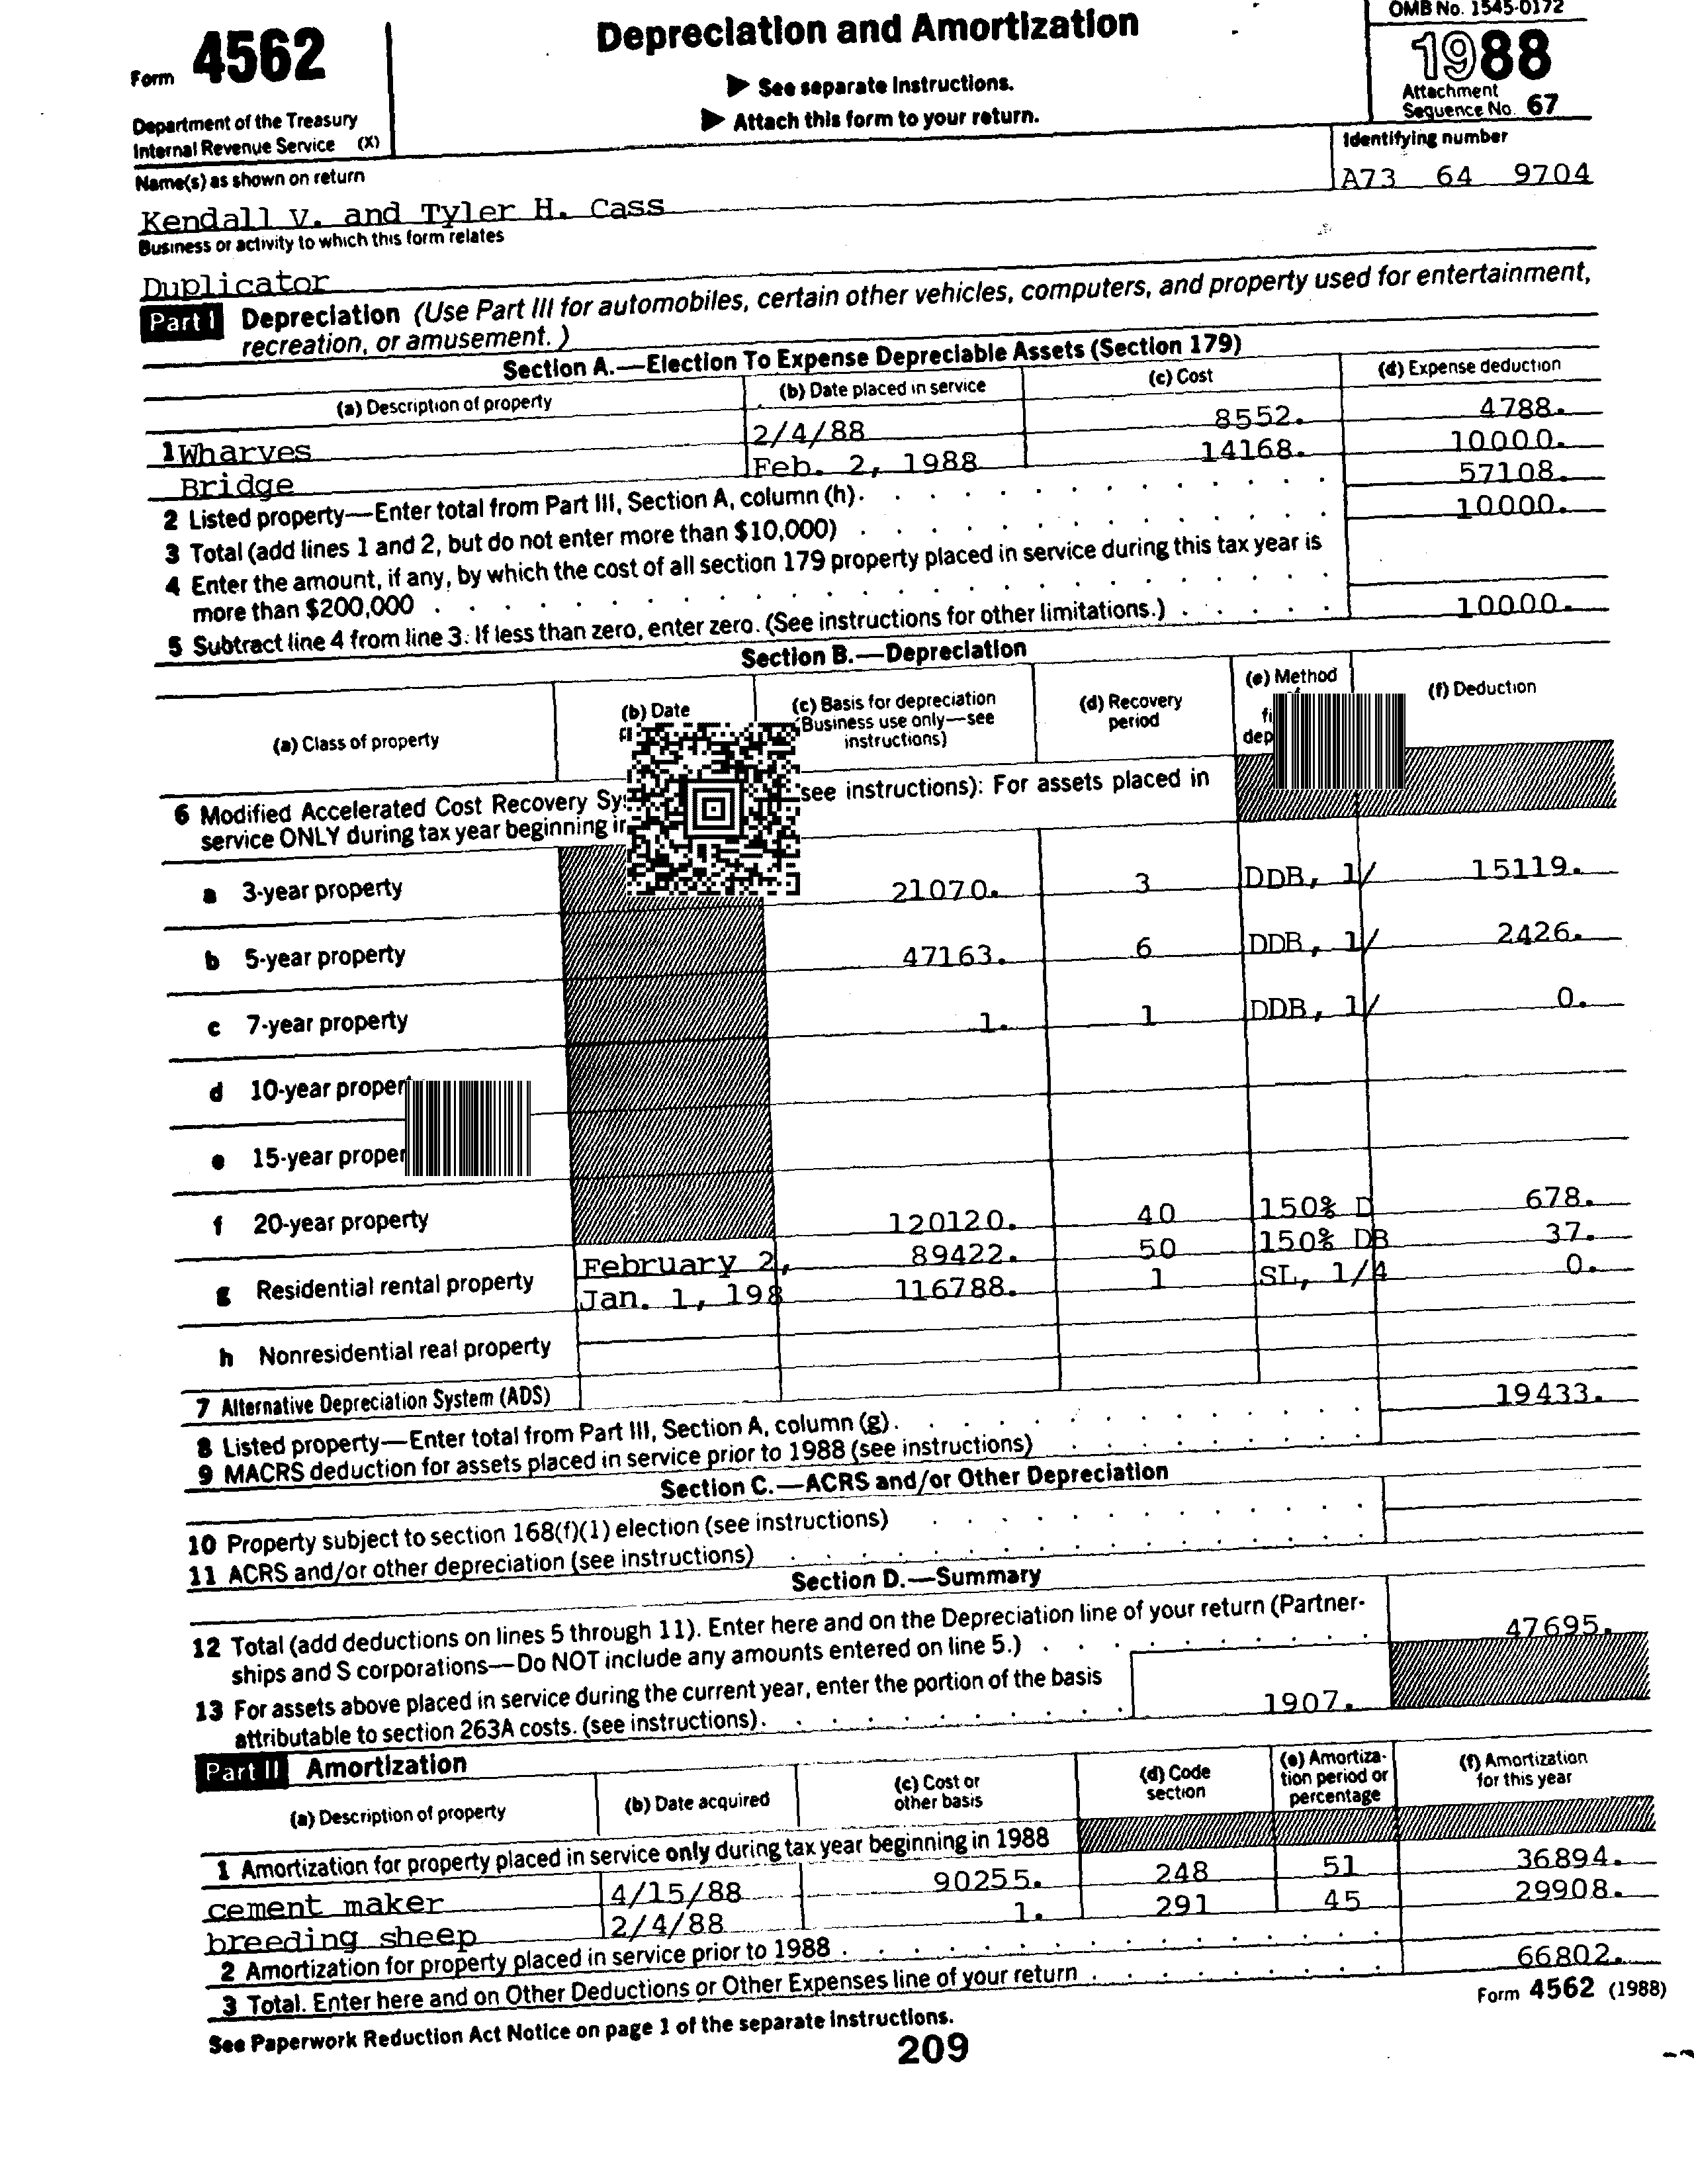 Form 4562
Department of the Treasury
Internal Revenue Service (X)
Depreciation and Amortization
▶ See separate instructions.
▶ Attach this form to your return.
OMB No. 1545-0172
1988
Attachment
Sequence No. 67
Name(s) as shown on return
Identifying number
Kendall V. and Tyler H. Cass
A73 64 9704
Business or activity to which this form relates
Duplicator
Part I Depreciation (Use Part III for automobiles, certain other vehicles, computers, and property used for entertainment,
recreation, or amusement.)
Section A.—Election To Expense Depreciable Assets (Section 179)
(a) Description of property (b) Date placed in service (c) Cost (d) Expense deduction
1 Wharves 2/4/88 8552. 4788.
Bridge Feb. 2, 1988 14168. 10000.
2 Listed property—Enter total from Part III, Section A, column (h). 57108.
3 Total (add lines 1 and 2, but do not enter more than $10,000) 10000.
4 Enter the amount, if any, by which the cost of all section 179 property placed in service during this tax year is
more than $200,000
5 Subtract line 4 from line 3. If less than zero, enter zero. (See instructions for other limitations.) 10000.
Section B.—Depreciation
(a) Class of property
(b) Date
(c) Basis for depreciation
(Business use only—see
instructions)
(d) Recovery
period
(e) Method
(f) Deduction
6 Modified Accelerated Cost Recovery see instructions): For assets placed in
service ONLY during tax year beginning
a 3-year property 21070. 3 DDB, 1/ 15119.
b 5-year property 47163. 6 DDB, 1/ 2426.
c 7-year property 1. 1 DDB, 1/ 0.
d 10-year
e 15-year
f 20-year property 120120. 40 150% D 678.
February 2, 89422. 50 150% DB 37.
g Residential rental property Jan. 1, 198 116788. 1 SL, 1/4 0.
h Nonresidential real property
7 Alternative Depreciation System (ADS)
8 Listed property—Enter total from Part III, Section A, column (g). 19433.
9 MACRS deduction for assets placed in service prior to 1988 (see instructions)
Section C.—ACRS and/or Other Depreciation
10 Property subject to section 168(f)(1) election (see instructions)
11 ACRS and/or other depreciation (see instructions)
Section D.—Summary
12 Total (add deductions on lines 5 through 11). Enter here and on the Depreciation line of your return (Partner-
ships and S corporations—Do NOT include any amounts entered on line 5.) 47695.
13 For assets above placed in service during the current year, enter the portion of the basis
attributable to section 263A costs. (see instructions). 1907.
Part II Amortization
(a) Description of property
(b) Date acquired
(c) Cost or
other basis
(d) Code
section
(e) Amortiza-
tion period or
percentage
(f) Amortization
for this year
1 Amortization for property placed in service only during tax year beginning in 1988
cement maker 4/15/88 90255. 248 51 36894.
breeding sheep 2/4/88 1. 291 45 29908.
2 Amortization for property placed in service prior to 1988
3 Total. Enter here and on Other Deductions or Other Expenses line of your return 66802.
See Paperwork Reduction Act Notice on page 1 of the separate instructions.
Form 4562 (1988)
209